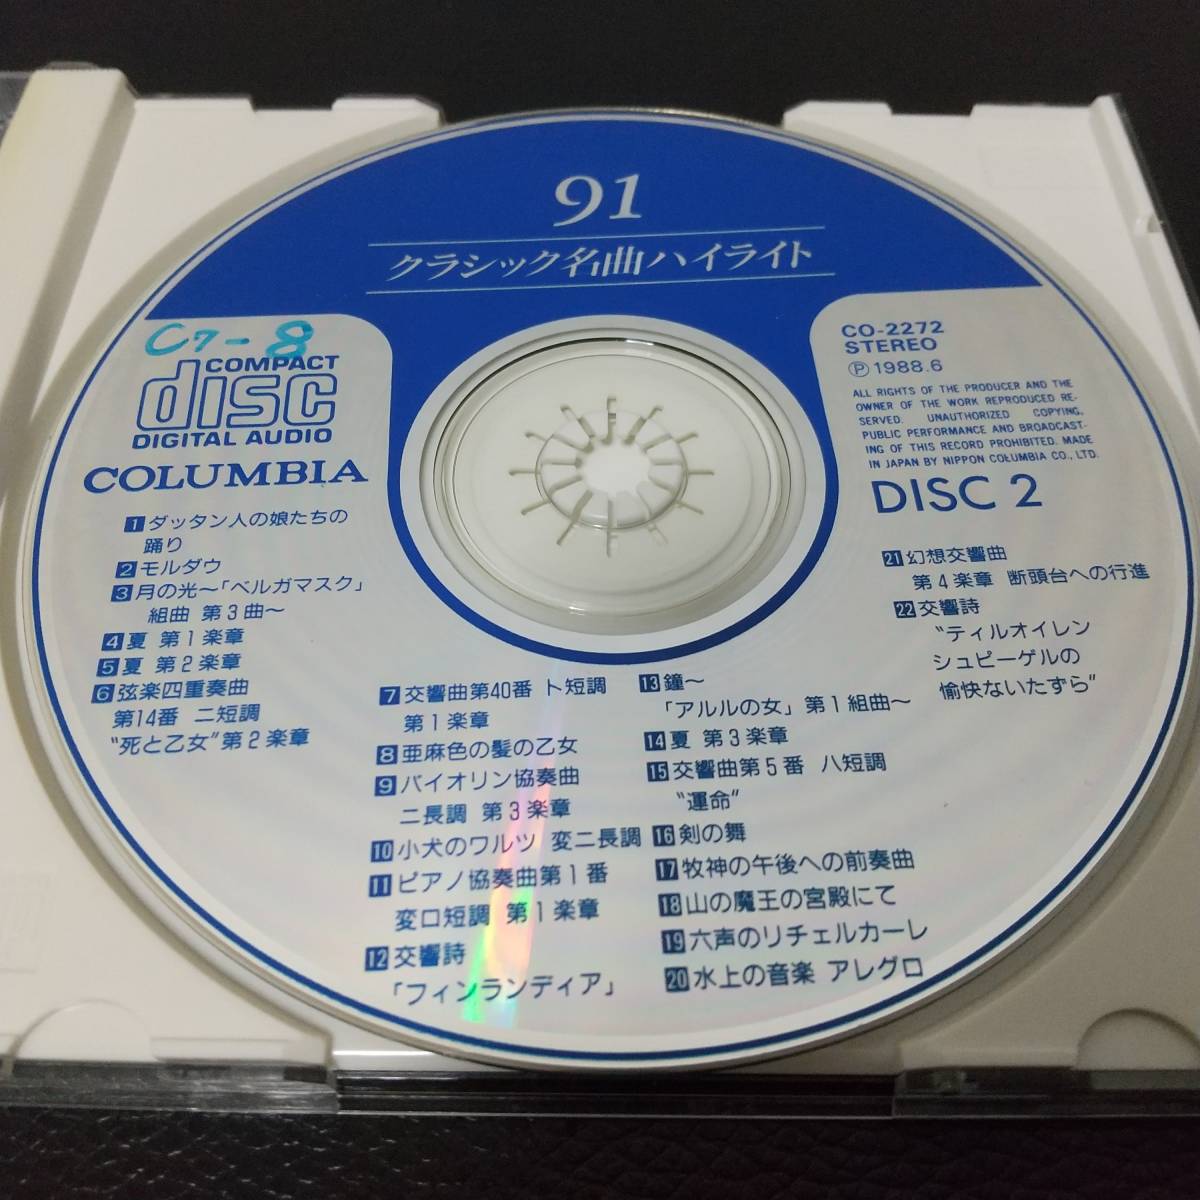 91
クラシック名曲ハイライト
C7-8
COMPACT
disc
DIGITAL AUDIO
COLUMBIA
CO-2272
STEREO
Ⓟ1988.6
ALL RIGHTS OF THE PRODUCER AND THE
OWNER OF THE WORK REPRODUCED RE-
SERVED. UNAUTHORIZED COPYING,
PUBLIC PERFORMANCE AND BROADCAST-
ING OF THIS RECORD PROHIBITED. MADE
IN JAPAN BY NIPPON COLUMBIA CO., LTD.
DISC 2
1 ダッタン人の娘たちの
踊り
2 モルダウ
3 月の光～「ベルガマスク」
組曲 第3曲～
4 夏 第1楽章
5 夏 第2楽章
6 弦楽四重奏曲
第14番 ニ短調
“死と乙女”第2楽章
7 交響曲第40番 ト短調
第1楽章
8 亜麻色の髪の乙女
9 バイオリン協奏曲
ニ長調 第3楽章
10 小犬のワルツ 変ニ長調
11 ピアノ協奏曲第1番
変ロ短調 第1楽章
12 交響詩
「フィンランディア」
13 鐘～
「アルルの女」第1組曲～
14 夏 第3楽章
15 交響曲第5番 ハ短調
“運命”
16 剣の舞
17 牧神の午後への前奏曲
18 山の魔王の宮殿にて
19 六声のリチェルカーレ
20 水上の音楽 アレグロ
21 幻想交響曲
第4楽章 断頭台への行進
22 交響詩
“ティルオイレン
シュピーゲルの
愉快ないたずら”